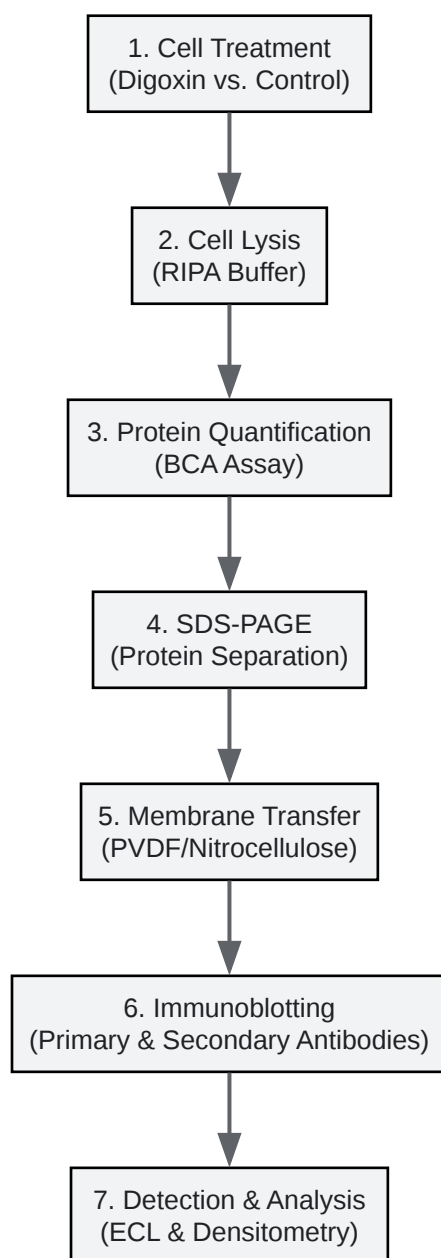 1. Cell Treatment
(Digoxin vs. Control)
2. Cell Lysis
(RIPA Buffer)
3. Protein Quantification
(BCA Assay)
4. SDS-PAGE
(Protein Separation)
5. Membrane Transfer
(PVDF/Nitrocellulose)
6. Immunoblotting
(Primary & Secondary Antibodies)
7. Detection & Analysis
(ECL & Densitometry)